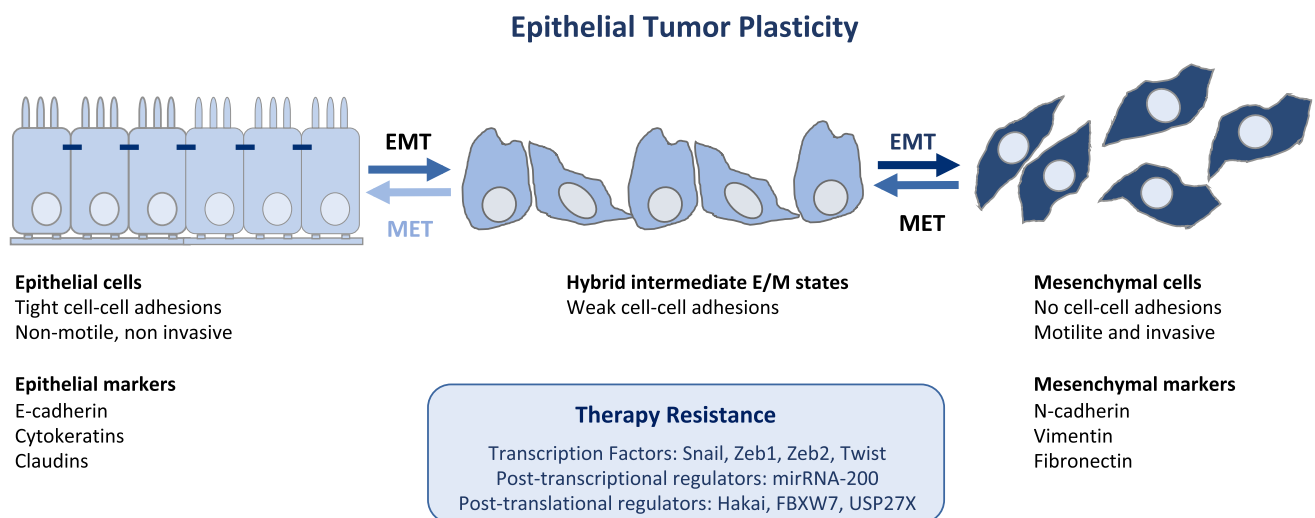 Epithelial Tumor Plasticity
EMT
MET
EMT
MET
Epithelial cells
Tight cell-cell adhesions
Non-motile, non invasive
Hybrid intermediate E/M states
Weak cell-cell adhesions
Mesenchymal cells
No cell-cell adhesions
Motilite and invasive
Epithelial markers
E-cadherin
Cytokeratins
Claudins
Therapy Resistance
Transcription Factors: Snail, Zeb1, Zeb2, Twist
Post-transcriptional regulators: mirRNA-200
Post-translational regulators: Hakai, FBXW7, USP27X
Mesenchymal markers
N-cadherin
Vimentin
Fibronectin